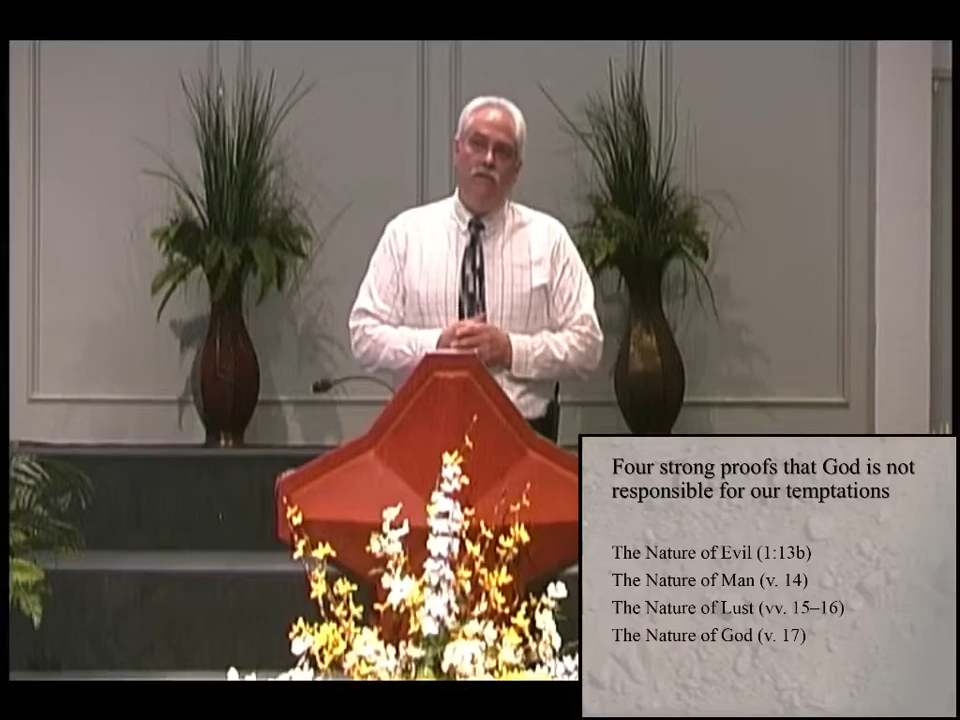 Four strong proofs that God is not
responsible for our temptations
The Nature of Evil (1:13b)
The Nature of Man (v. 14)
The Nature of Lust (vv. 15–16)
The Nature of God (v. 17)